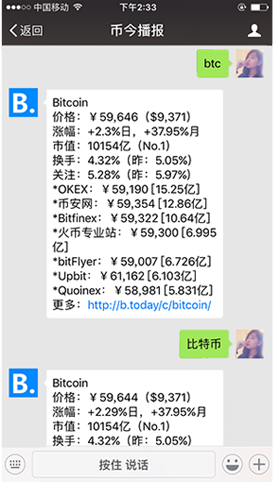 中国移动 下午2:33
返回 币今播报
btc
B.
Bitcoin
价格：￥59,646（$9,371）
涨幅：+2.3%日，+37.95%月
市值：10154亿（No.1）
换手：4.32%（昨：5.05%）
关注：5.28%（昨：5.97%）
*OKEX：￥59,190 [15.25亿]
*币安网：￥59,354 [12.86亿]
*Bitfinex：￥59,322 [10.64亿]
*火币专业站：￥59,300 [6.995
亿]
*bitFlyer：￥59,007 [6.726亿]
*Upbit：￥61,162 [6.103亿]
*Quoinex：￥58,981 [5.831亿]
更多：http://b.today/c/bitcoin/
比特币
B.
Bitcoin
价格：￥59,644（$9,371）
涨幅：+2.29%日，+37.95%月
市值：10154亿（No.1）
换手：4.32%（昨：5.05%）
按住 说话